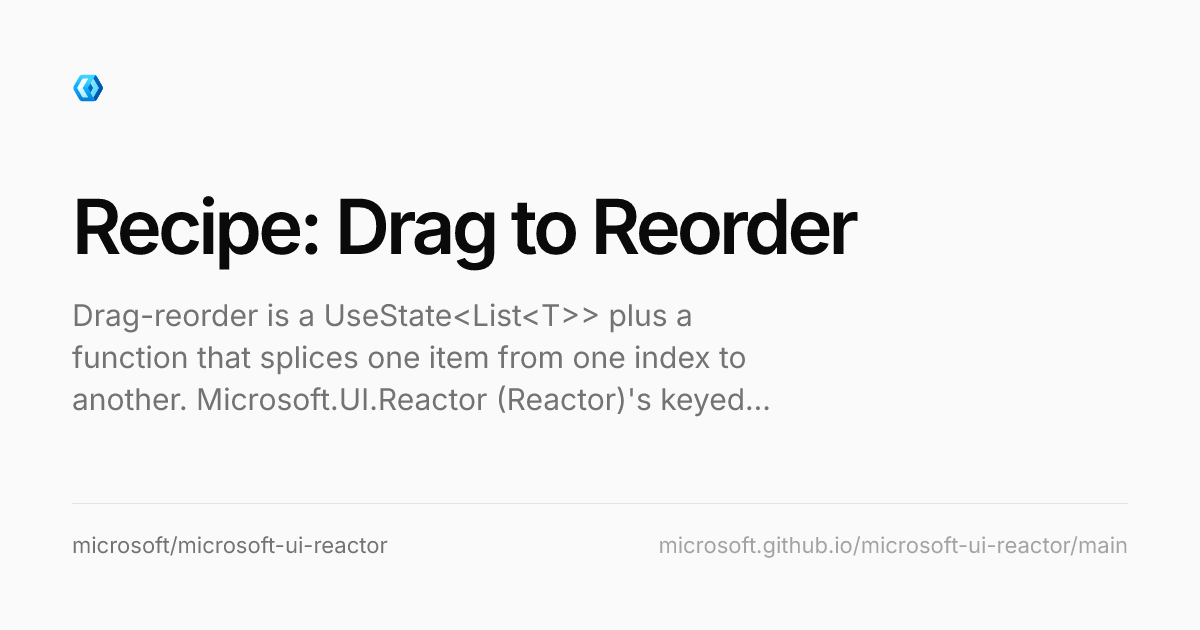 Recipe: Drag to Reorder
Drag-reorder is a UseState<List<T>> plus a
function that splices one item from one index to
another. Microsoft.UI.Reactor (Reactor)'s keyed...
microsoft/microsoft-ui-reactor
microsoft.github.io/microsoft-ui-reactor/main